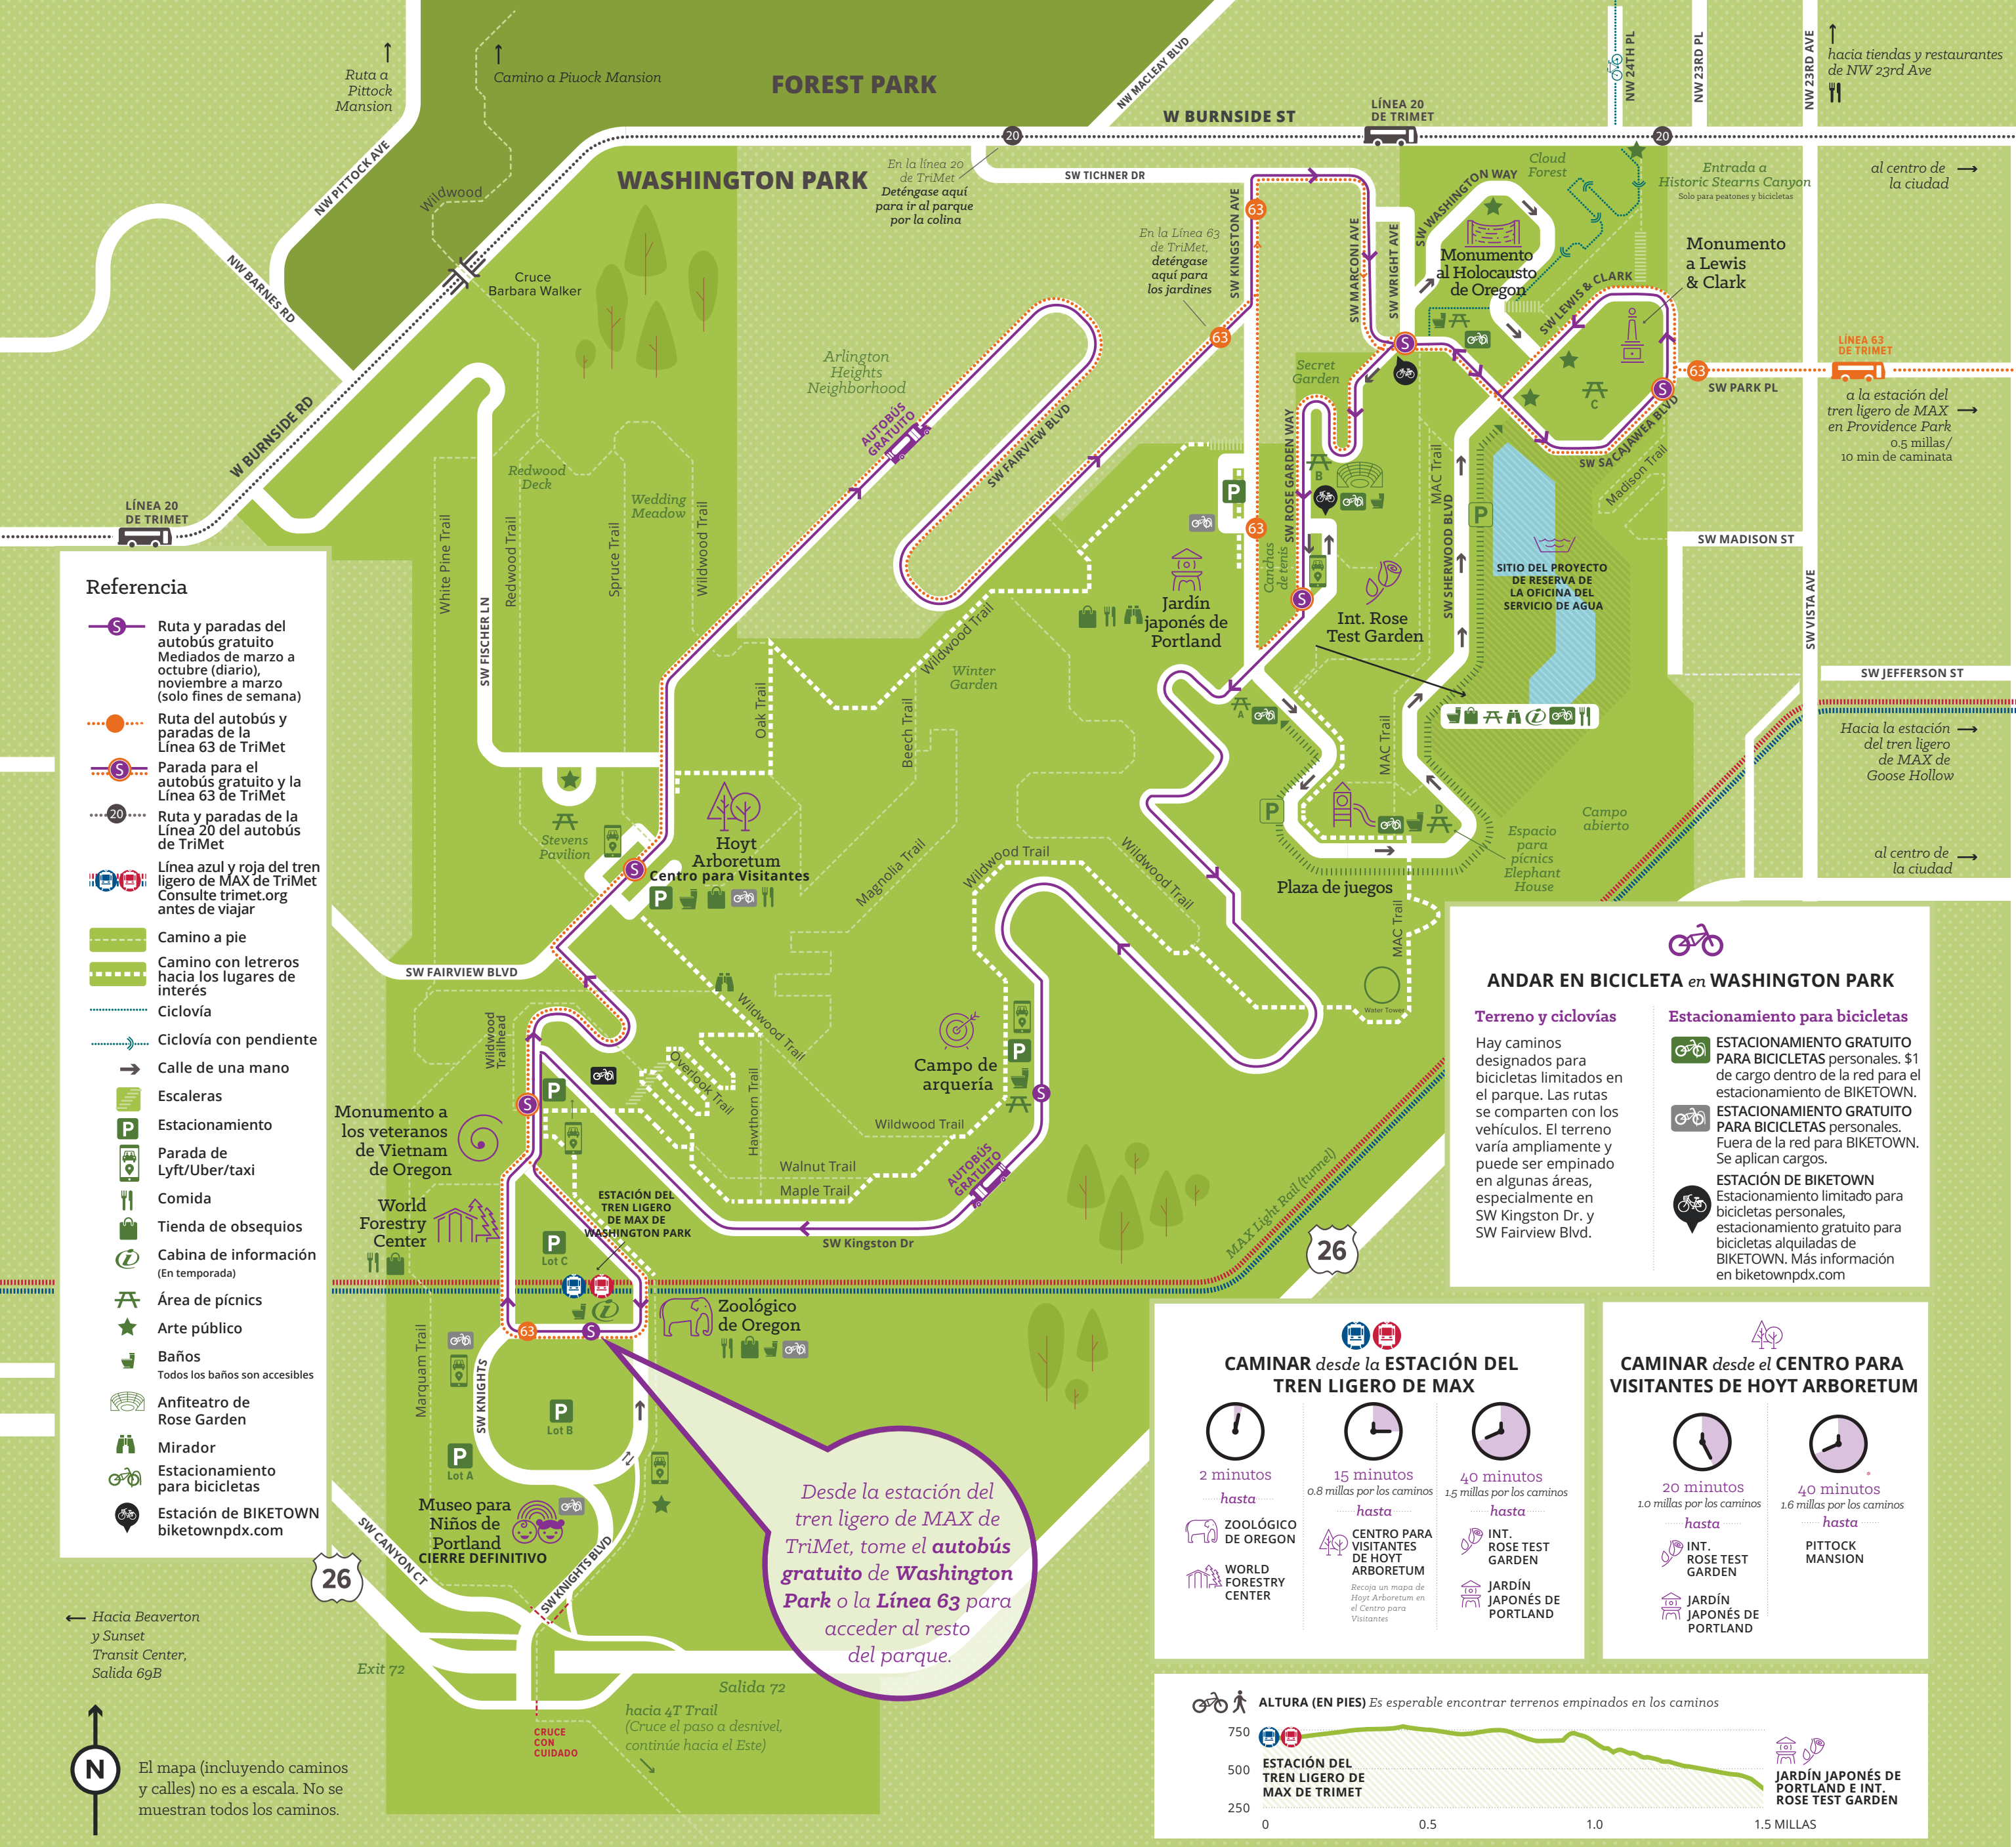 FOREST PARK
WASHINGTON PARK
↑
Ruta a
Pittock
Mansion
↑
Camino a Piuock Mansion
NW PITTOCK AVE
Wildwood
NW BARNES RD
W BURNSIDE RD
Cruce
Barbara Walker
LÍNEA 20
DE TRIMET
NW MACLEAY BLVD
W BURNSIDE ST
LÍNEA 20
DE TRIMET
20
20
En la línea 20
de TriMet
Deténgase aquí
para ir al parque
por la colina
SW TICHNER DR
NW 24TH PL
NW 23RD PL
NW 23RD AVE
↑
hacia tiendas y restaurantes
de NW 23rd Ave
al centro de →
la ciudad
Cloud
Forest
Entrada a
Historic Stearns Canyon
Solo para peatones y bicicletas
En la Línea 63
de TriMet,
deténgase
aquí para
los jardines
63
63
SW KINGSTON AVE
SW MARCONI AVE
SW WRIGHT AVE
SW WASHINGTON WAY
Monumento
al Holocausto
de Oregon
Monumento
a Lewis
& Clark
SW LEWIS & CLARK
LÍNEA 63
DE TRIMET
63
SW PARK PL
a la estación del
tren ligero de MAX →
en Providence Park
0.5 millas/
10 min de caminata
S
S
C
SW SACAJAWEA BLVD
Madison Trail
Secret
Garden
Arlington
Heights
Neighborhood
AUTOBÚS
GRATUITO
SW FAIRVIEW BLVD
SW ROSE GARDEN WAY
MAC Trail
SW SHERWOOD BLVD
B
P
P
63
Canchas
de tenis
S
SW MADISON ST
SITIO DEL PROYECTO
DE RESERVA DE
LA OFICINA DEL
SERVICIO DE AGUA
SW VISTA AVE
SW JEFFERSON ST
Jardín
japonés de
Portland
Int. Rose
Test Garden
Hacia la estación →
del tren ligero
de MAX de
Goose Hollow
al centro de →
la ciudad
Redwood
Deck
Wedding
Meadow
White Pine Trail
SW FISCHER LN
Redwood Trail
Spruce Trail
Wildwood Trail
Wildwood Trail
Winter
Garden
Oak Trail
Beech Trail
A
MAC Trail
P
D
Espacio
para
pícnics
Elephant
House
Campo
abierto
Plaza de juegos
MAC Trail
Water Tower
Stevens
Pavilion
S
Hoyt
Arboretum
Centro para Visitantes
P
Magnolia Trail
Wildwood Trail
Wildwood Trail
SW FAIRVIEW BLVD
Wildwood
Trailhead
Wildwood Trail
Overlook Trail
Hawthorn Trail
Campo de
arquería
P
S
Wildwood Trail
Walnut Trail
Maple Trail
AUTOBÚS
GRATUITO
SW Kingston Dr
MAX Light Rail (tunnel)
26
P
S
Monumento a
los veteranos
de Vietnam
de Oregon
World
Forestry
Center
ESTACIÓN DEL
TREN LIGERO
DE MAX DE
WASHINGTON PARK
P
Lot C
63
S
Zoológico
de Oregon
Marquam Trail
SW KNIGHTS
P
Lot B
P
Lot A
Museo para
Niños de
Portland
CIERRE DEFINITIVO
SW CANYON CT
SW KNIGHTS BLVD
26
← Hacia Beaverton
y Sunset
Transit Center,
Salida 69B
Exit 72
Salida 72
hacia 4T Trail
(Cruce el paso a desnivel,
continúe hacia el Este)
CRUCE
CON
CUIDADO
N
El mapa (incluyendo caminos
y calles) no es a escala. No se
muestran todos los caminos.
Desde la estación del
tren ligero de MAX de
TriMet, tome el autobús
gratuito de Washington
Park o la Línea 63 para
acceder al resto
del parque.
Referencia
S
Ruta y paradas del
autobús gratuito
Mediados de marzo a
octubre (diario),
noviembre a marzo
(solo fines de semana)
Ruta del autobús y
paradas de la
Línea 63 de TriMet
S
Parada para el
autobús gratuito y la
Línea 63 de TriMet
20
Ruta y paradas de la
Línea 20 del autobús
de TriMet
Línea azul y roja del tren
ligero de MAX de TriMet
Consulte trimet.org
antes de viajar
Camino a pie
Camino con letreros
hacia los lugares de
interés
Ciclovía
Ciclovía con pendiente
Calle de una mano
Escaleras
P
Estacionamiento
Parada de
Lyft/Uber/taxi
Comida
Tienda de obsequios
Cabina de información
(En temporada)
Área de pícnics
Arte público
Baños
Todos los baños son accesibles
Anfiteatro de
Rose Garden
Mirador
Estacionamiento
para bicicletas
Estación de BIKETOWN
biketownpdx.com
ANDAR EN BICICLETA en WASHINGTON PARK
Terreno y ciclovías
Hay caminos
designados para
bicicletas limitados en
el parque. Las rutas
se comparten con los
vehículos. El terreno
varía ampliamente y
puede ser empinado
en algunas áreas,
especialmente en
SW Kingston Dr. y
SW Fairview Blvd.
Estacionamiento para bicicletas
ESTACIONAMIENTO GRATUITO
PARA BICICLETAS personales. $1
de cargo dentro de la red para el
estacionamiento de BIKETOWN.
ESTACIONAMIENTO GRATUITO
PARA BICICLETAS personales.
Fuera de la red para BIKETOWN.
Se aplican cargos.
ESTACIÓN DE BIKETOWN
Estacionamiento limitado para
bicicletas personales,
estacionamiento gratuito para
bicicletas alquiladas de
BIKETOWN. Más información
en biketownpdx.com
CAMINAR desde la ESTACIÓN DEL
TREN LIGERO DE MAX
2 minutos
hasta
ZOOLÓGICO
DE OREGON
WORLD
FORESTRY
CENTER
15 minutos
0.8 millas por los caminos
hasta
CENTRO PARA
VISITANTES
DE HOYT
ARBORETUM
Recoja un mapa de
Hoyt Arboretum en
el Centro para
Visitantes
40 minutos
1.5 millas por los caminos
hasta
INT.
ROSE TEST
GARDEN
JARDÍN
JAPONÉS DE
PORTLAND
CAMINAR desde el CENTRO PARA
VISITANTES DE HOYT ARBORETUM
20 minutos
1.0 millas por los caminos
hasta
INT.
ROSE TEST
GARDEN
JARDÍN
JAPONÉS DE
PORTLAND
40 minutos
1.6 millas por los caminos
hasta
PITTOCK
MANSION
ALTURA (EN PIES) Es esperable encontrar terrenos empinados en los caminos
750
500
250
ESTACIÓN DEL
TREN LIGERO DE
MAX DE TRIMET
JARDÍN JAPONÉS DE
PORTLAND E INT.
ROSE TEST GARDEN
0
0.5
1.0
1.5 MILLAS